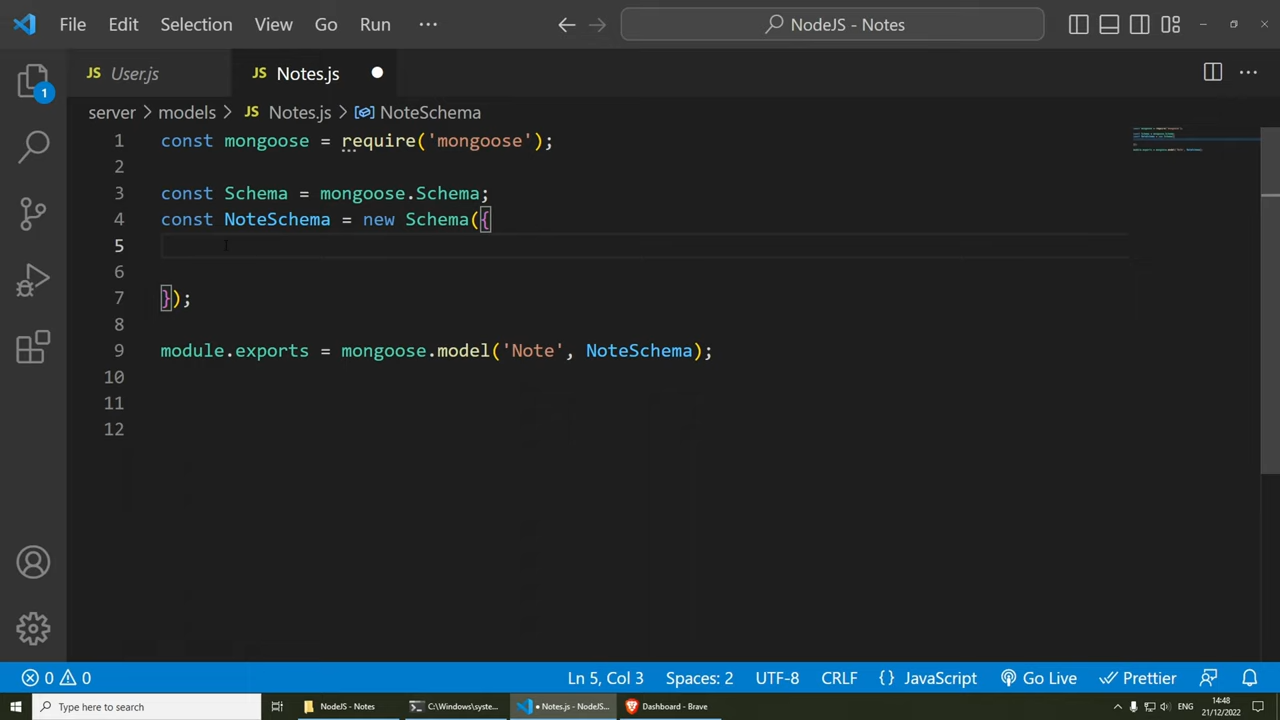 File Edit Selection View Go Run ··· NodeJS - Notes
JS User.js JS Notes.js
server > models > JS Notes.js > NoteSchema
1 const mongoose = require('mongoose');
2
3 const Schema = mongoose.Schema;
4 const NoteSchema = new Schema({
5
6
7 });
8
9 module.exports = mongoose.model('Note', NoteSchema);
10
11
12
1
0 0 Ln 5, Col 3 Spaces: 2 UTF-8 CRLF {} JavaScript Go Live Prettier
Type here to search NodeJS - Notes C:\Windows\syste... • Notes.js - NodeJS... Dashboard - Brave ENG 14:48
21/12/2022